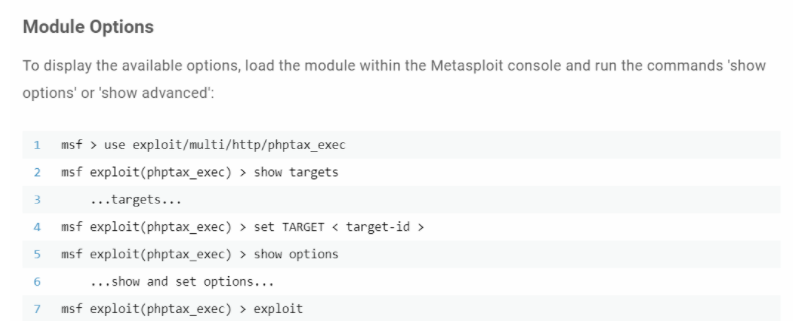 Module Options
To display the available options, load the module within the Metasploit console and run the commands 'show
options' or 'show advanced':
1 msf > use exploit/multi/http/phptax_exec
2 msf exploit(phptax_exec) > show targets
3 ...targets...
4 msf exploit(phptax_exec) > set TARGET < target-id >
5 msf exploit(phptax_exec) > show options
6 ...show and set options...
7 msf exploit(phptax_exec) > exploit